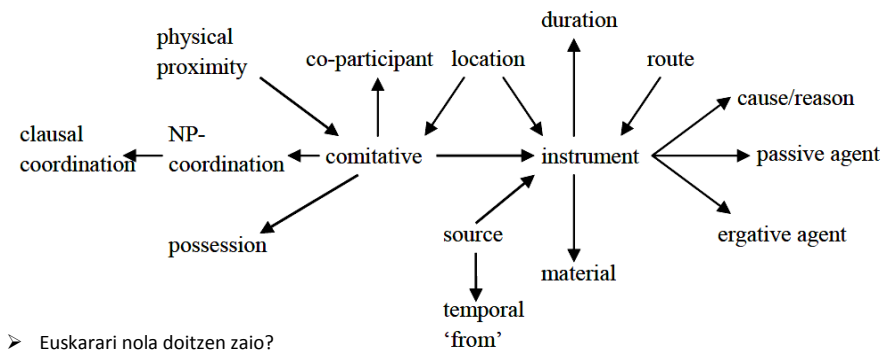 duration
physical
proximity
co-participant
location
route
cause/reason
clausal
coordination
NP-
coordination
comitative
instrument
passive agent
possession
source
ergative agent
material
temporal
'from'
➢ Euskarari nola doitzen zaio?